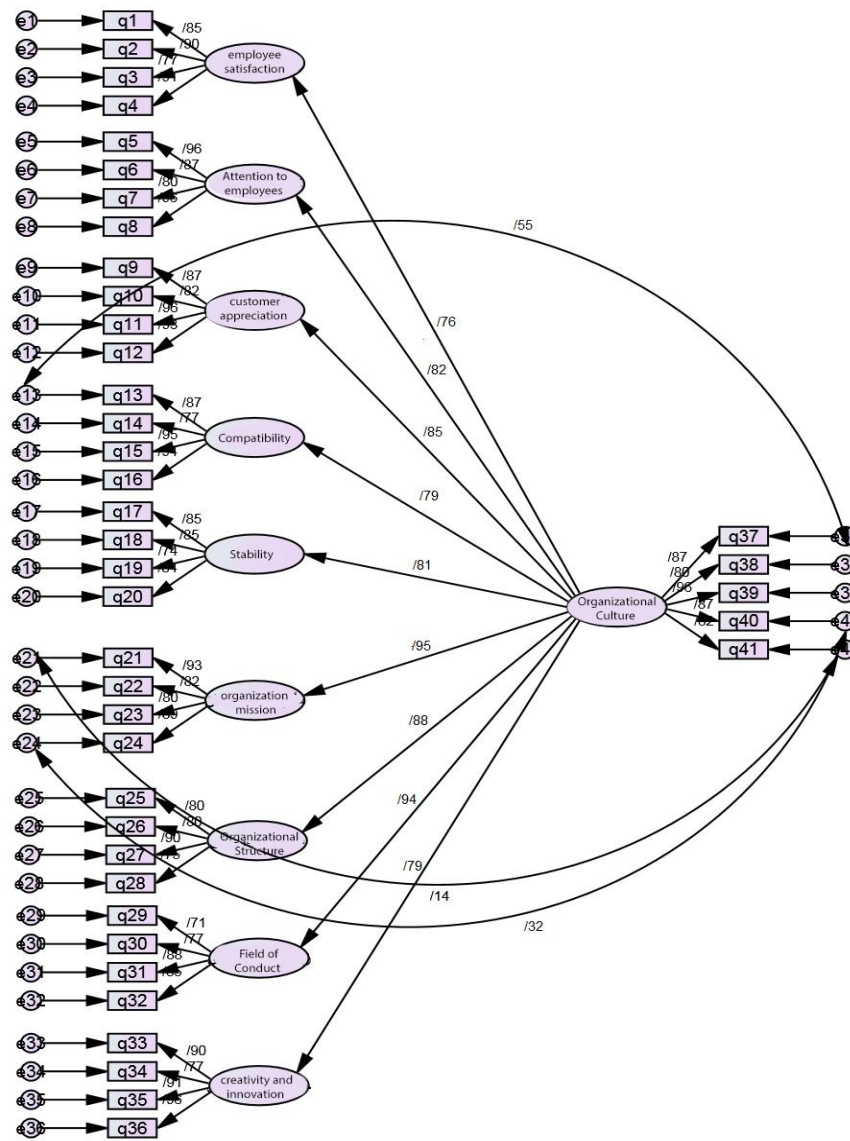 e1 q1 /85
e2 q2 /90
e3 q3 /77
e4 q4
employee
satisfaction
e5 q5 /96
e6 q6 /87
e7 q7 /80
e8 q8
Attention to
employees
/55
e9 q9 /87
e10 q10 /82
e11 q11 /96
e12 q12
customer
appreciation
/76
/82
e13 q13 /87
e14 q14 /77
e15 q15 /95
e16 q16
Compatibility
/85
/79
e17 q17 /85
e18 q18 /85
e19 q19 /74
e20 q20
Stability
/81
Organizational
Culture
/87 q37
/80 q38
/96 q39
/87 q40
q41
e21 q21 /93
e22 q22 /82
e23 q23 /80
e24 q24
organization
mission
/95
/88
e25 q25 /80
e26 q26 /80
e27 q27 /90
e28 q28
Organizational
Structure
/94
/79
/14
/32
e29 q29 /71
e30 q30 /77
e31 q31 /88
e32 q32
Field of
Conduct
e33 q33 /90
e34 q34 /77
e35 q35 /91
e36 q36
creativity and
innovation